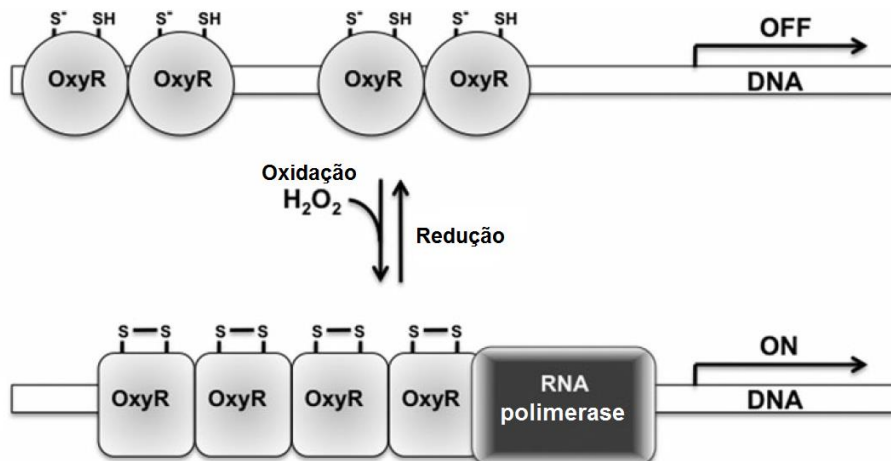 S⁻ SH S⁻ SH S⁻ SH S⁻ SH
OFF
OxyR OxyR OxyR OxyR
DNA
Oxidação
H₂O₂
Redução
S S S S S S S S
ON
OxyR OxyR OxyR OxyR
RNA
polimerase
DNA